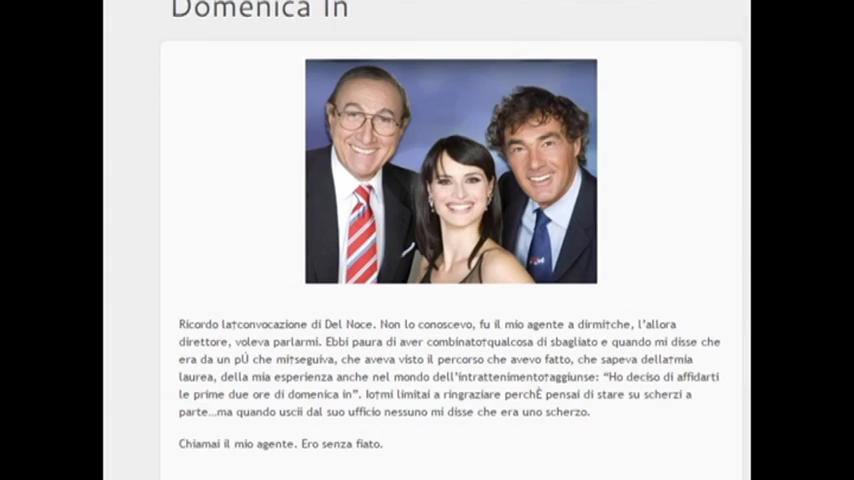 Domenica In
Ricordo la†convocazione di Del Noce. Non lo conoscevo, fu il mio agente a dirmi†che, l'allora
direttore, voleva parlarmi. Ebbi paura di aver combinato†qualcosa di sbagliato e quando mi disse che
era da un pÚ che mi†seguiva, che aveva visto il percorso che avevo fatto, che sapeva della†mia
laurea, della mia esperienza anche nel mondo dell'intrattenimento†aggiunse: "Ho deciso di affidarti
le prime due ore di domenica in". Io†mi limitai a ringraziare perchÈ pensai di stare su scherzi a
parte…ma quando uscii dal suo ufficio nessuno mi disse che era uno scherzo.
Chiamai il mio agente. Ero senza fiato.